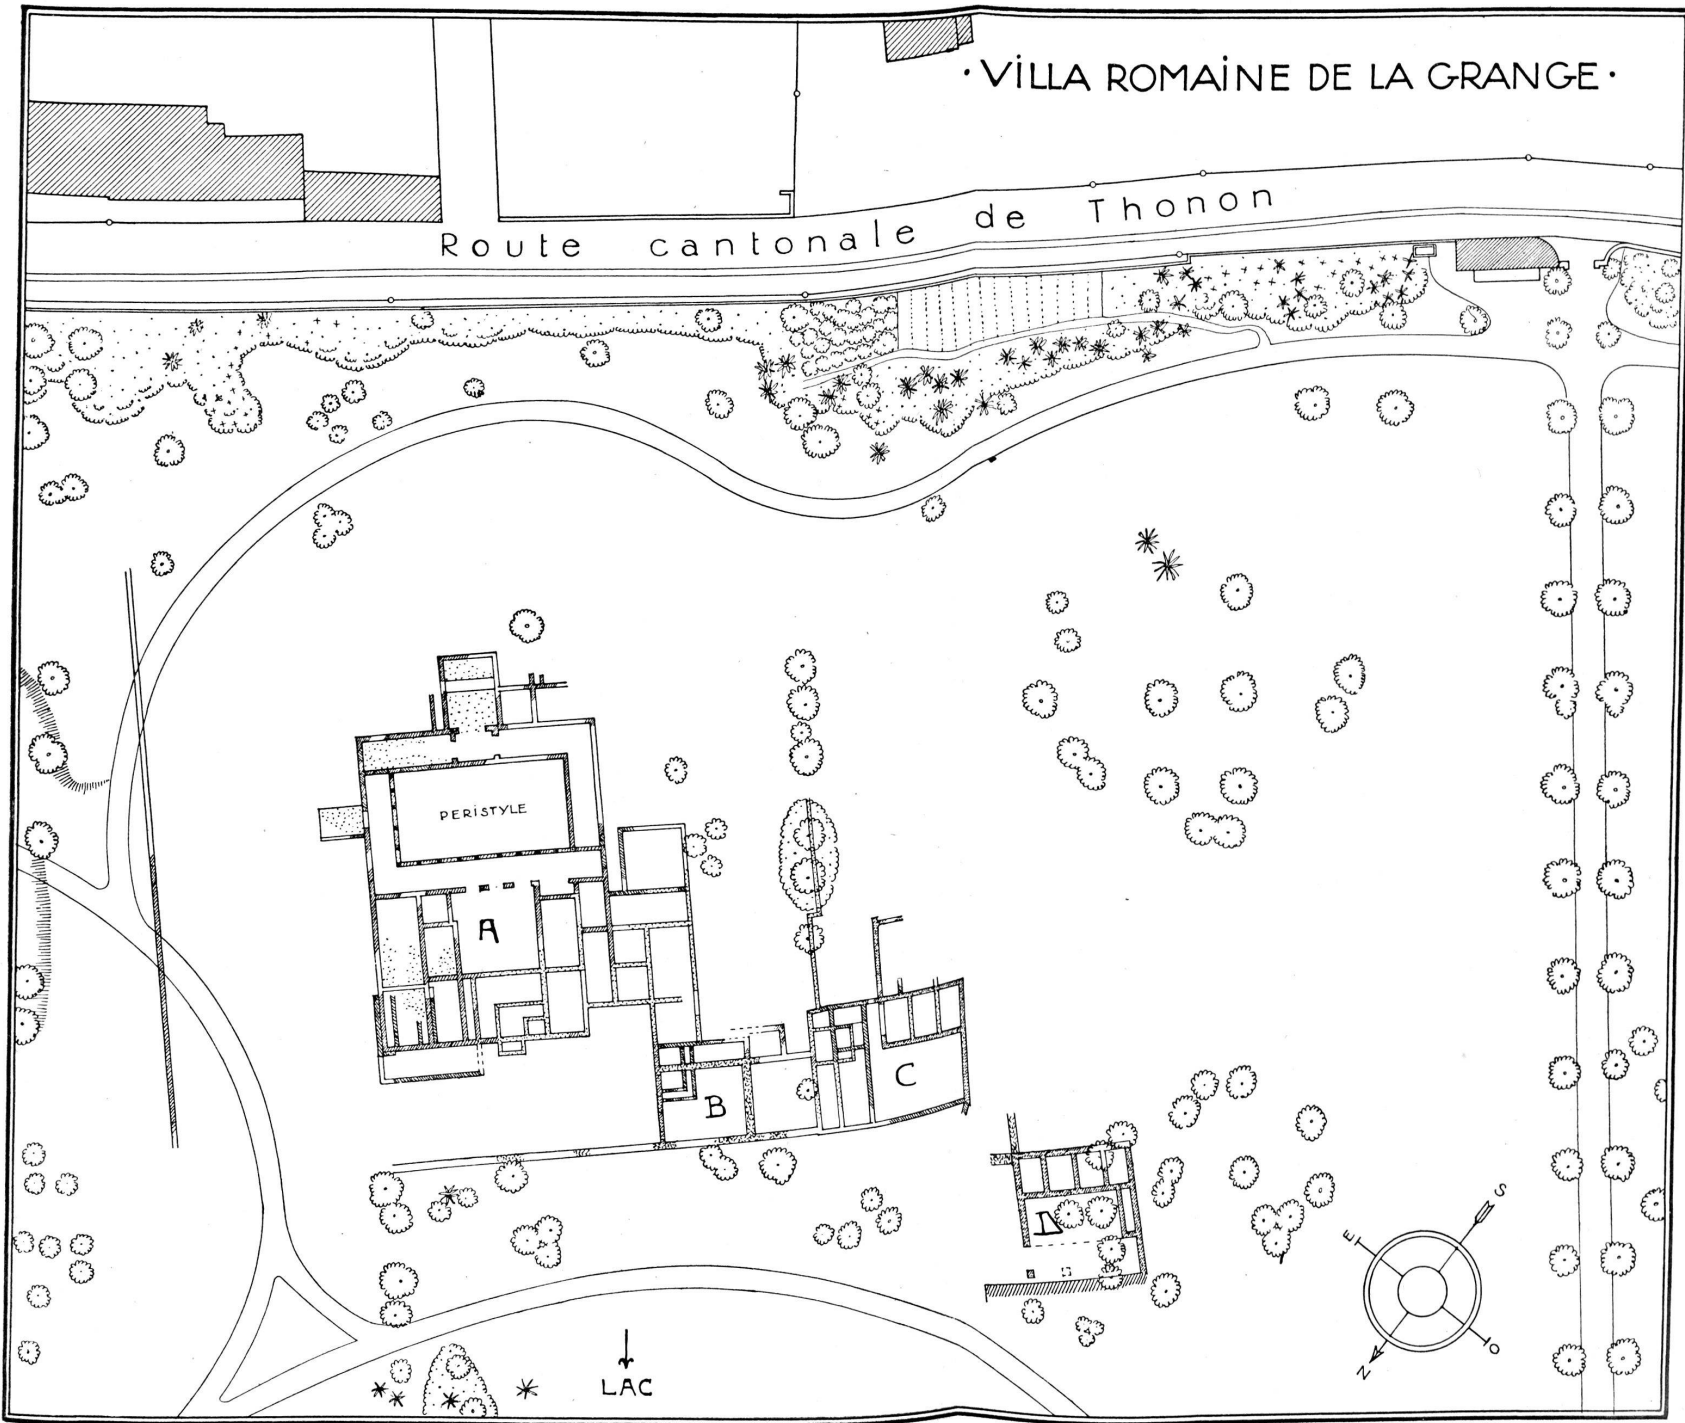 · VILLA ROMAINE DE LA GRANGE ·
Route cantonale de Thonon
PERISTYLE
A
B
C
D
S
E
O
N
LAC